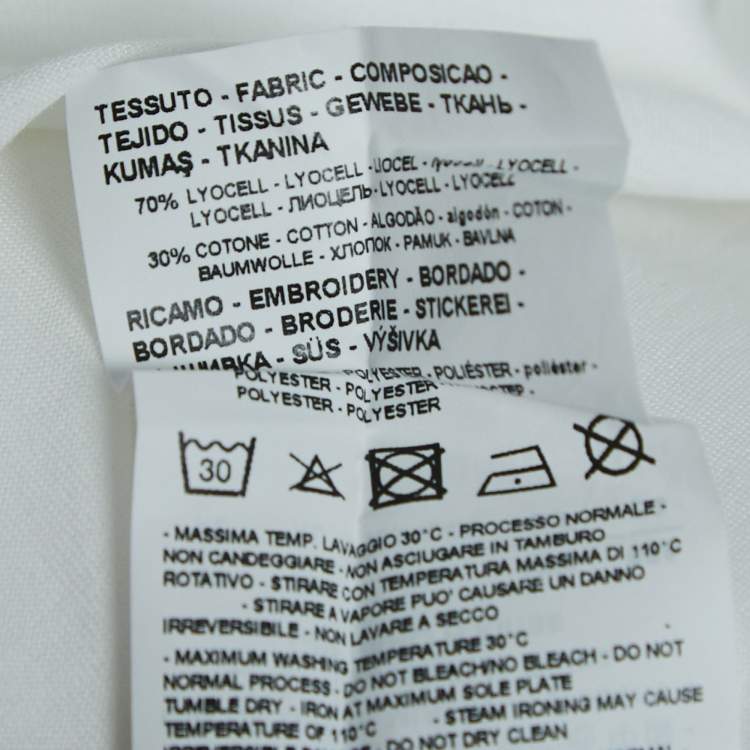 TESSUTO - FABRIC - COMPOSICAO -
TEJIDO - TISSUS - GEWEBE - ТКАНЬ -
KUMAŞ - TKANINA
70% LYOCELL - LYOCELL - LIOCEL - lyocell - LYOCELL -
LYOCELL - ЛИОЦЕЛЬ-LYOCELL - LYOCELL
30% COTONE - COTTON - ALGODÃO - algodón - COTON -
BAUMWOLLE - ХЛОПОК - PAMUK - BAVLNA
RICAMO - EMBROIDERY - BORDADO -
BORDADO - BRODERIE - STICKEREI -
- SÜS - VÝŠIVKA
POLYESTER - POLYESTER - POLIÉSTER - poliéster -
POLYESTER - POLYESTER
POLYESTER - POLYESTER
30
- MASSIMA TEMP. LAVAGGIO 30°C - PROCESSO NORMALE -
NON CANDEGGIARE - NON ASCIUGARE IN TAMBURO
ROTATIVO - STIRARE CON TEMPERATURA MASSIMA DI 110°C
- STIRARE A VAPORE PUO' CAUSARE UN DANNO
IRREVERSIBILE - NON LAVARE A SECCO
- MAXIMUM WASHING TEMPERATURE 30°C
NORMAL PROCESS - DO NOT BLEACH/NO BLEACH - DO NOT
TUMBLE DRY - IRON AT MAXIMUM SOLE PLATE
TEMPERATURE OF 110°C - STEAM IRONING MAY CAUSE
DO NOT DRY CLEAN